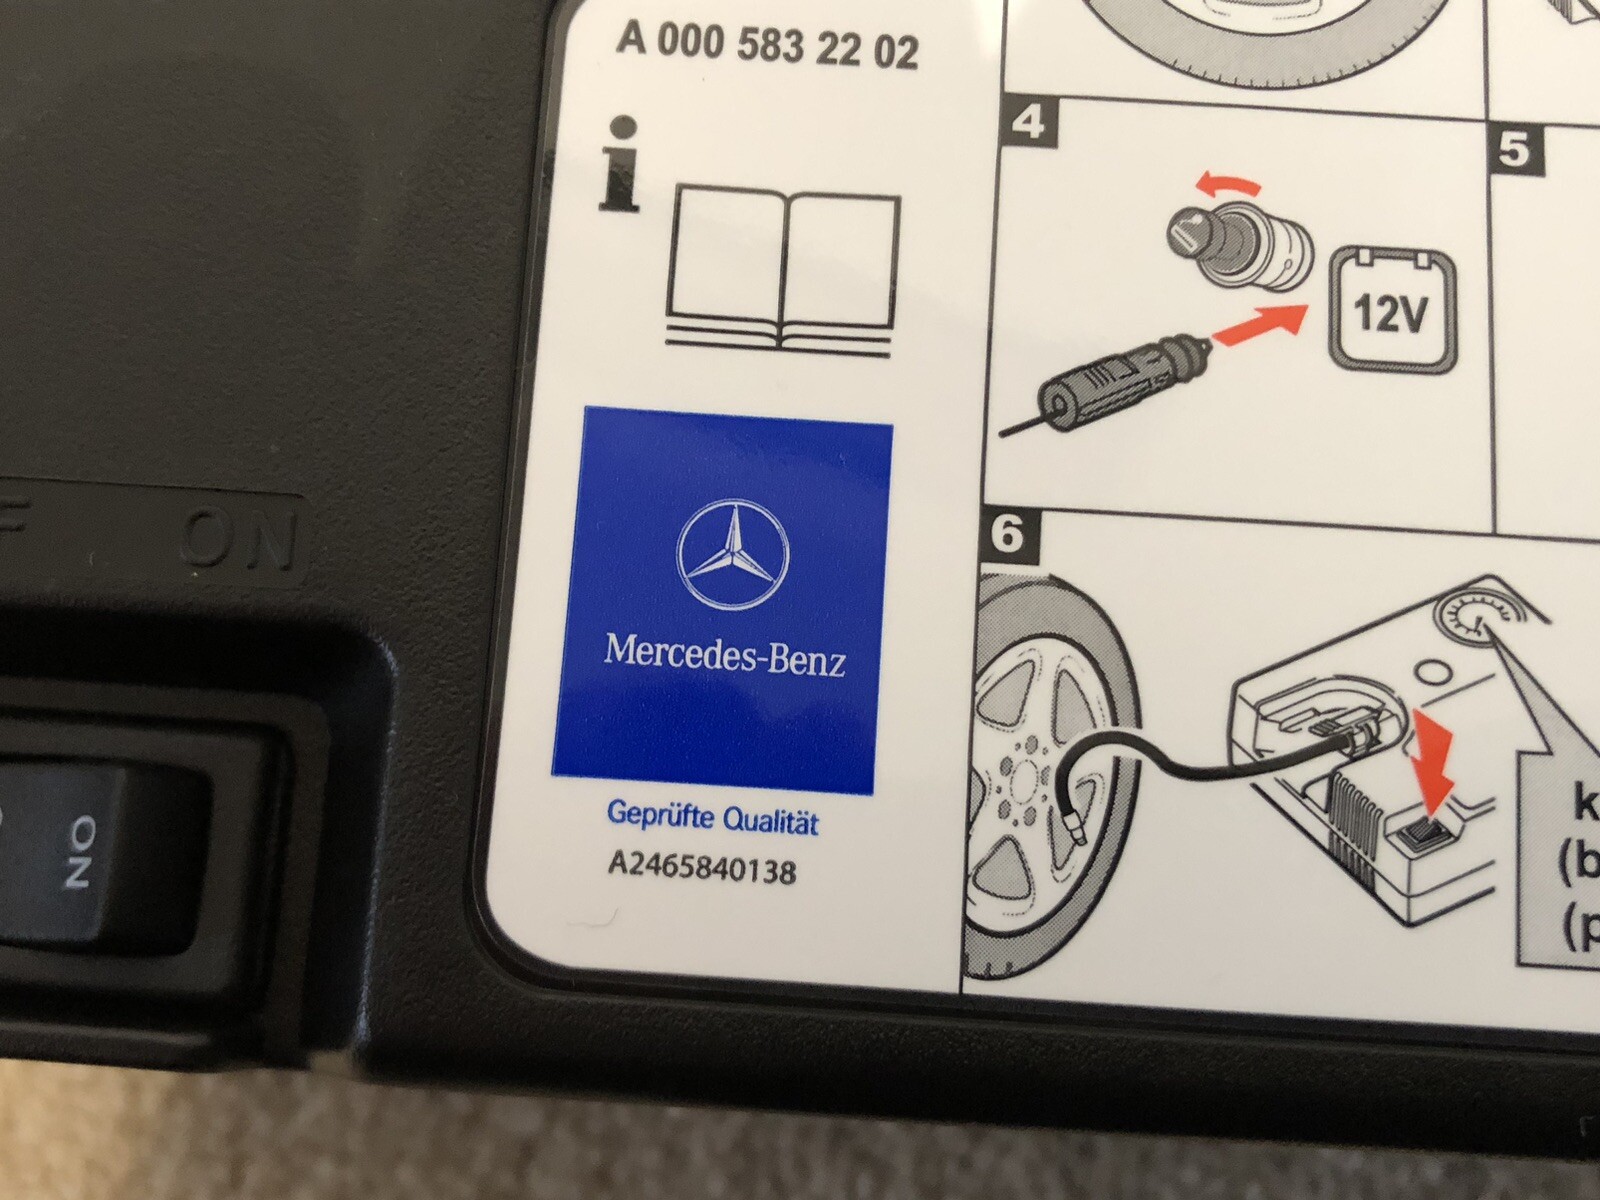 A 000 583 22 02
i
Mercedes-Benz
Geprüfte Qualität
A2465840138
4
12V
5
6
ON
ON